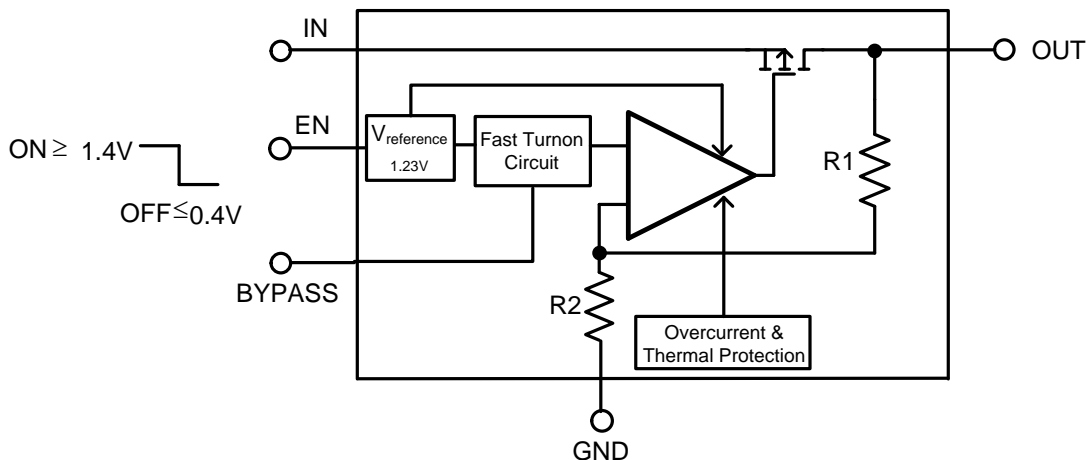 IN
OUT
EN
Vreference
1.23V
Fast Turnon
Circuit
ON ≥ 1.4V
R1
OFF ≤ 0.4V
BYPASS
R2
Overcurrent &
Thermal Protection
GND